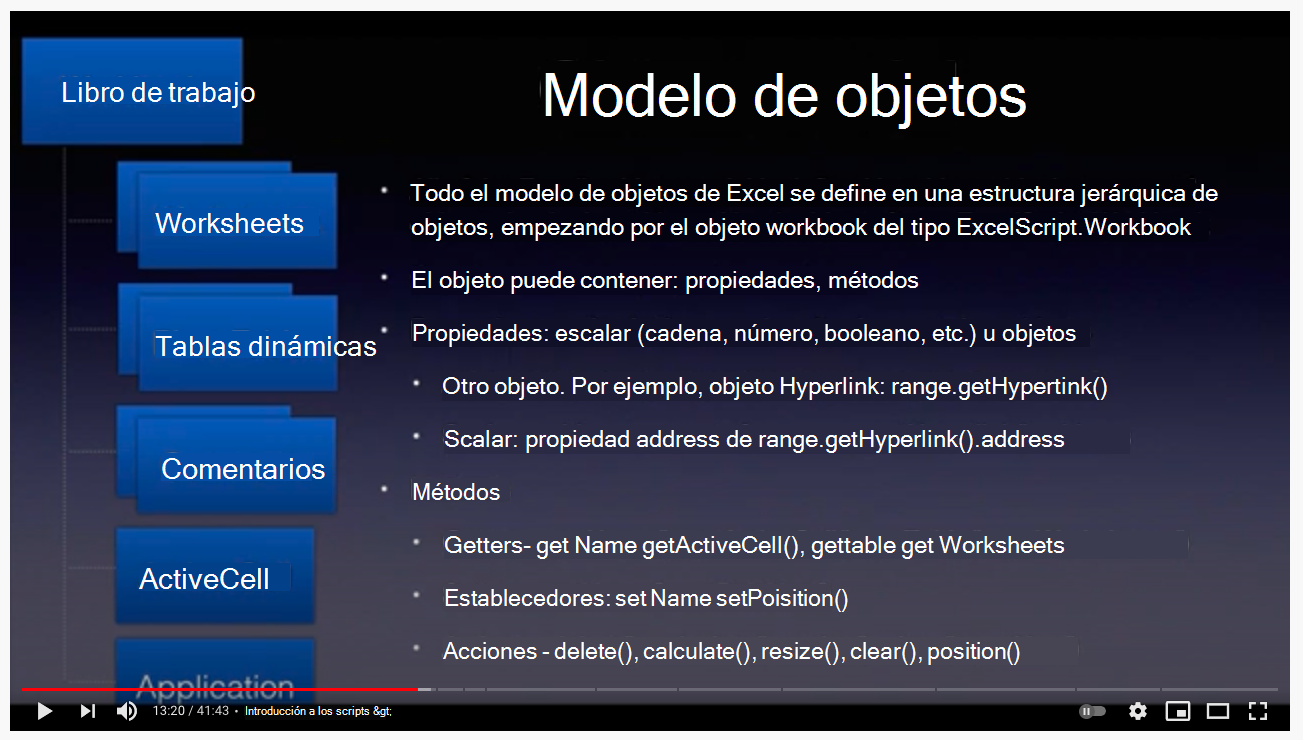 Libro de trabajo
Modelo de objetos
Worksheets
Tablas dinámicas
Comentarios
ActiveCell
Application
• Todo el modelo de objetos de Excel se define en una estructura jerárquica de
objetos, empezando por el objeto workbook del tipo ExcelScript.Workbook
• El objeto puede contener: propiedades, métodos
• Propiedades: escalar (cadena, número, booleano, etc.) u objetos
• Otro objeto. Por ejemplo, objeto Hyperlink: range.getHypertink()
• Scalar: propiedad address de range.getHyperlink().address
• Métodos
• Getters- get Name getActiveCell(), gettable get Worksheets
• Establecedores: set Name setPoisition()
• Acciones - delete(), calculate(), resize(), clear(), position()
13:20 / 41:43 • Introducción a los scripts &gt;